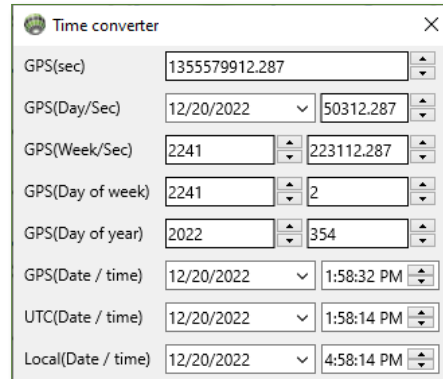 Time converter
GPS(sec) 1355579912.287
GPS(Day/Sec) 12/20/2022 50312.287
GPS(Week/Sec) 2241 223112.287
GPS(Day of week) 2241 2
GPS(Day of year) 2022 354
GPS(Date / time) 12/20/2022 1:58:32 PM
UTC(Date / time) 12/20/2022 1:58:14 PM
Local(Date / time) 12/20/2022 4:58:14 PM